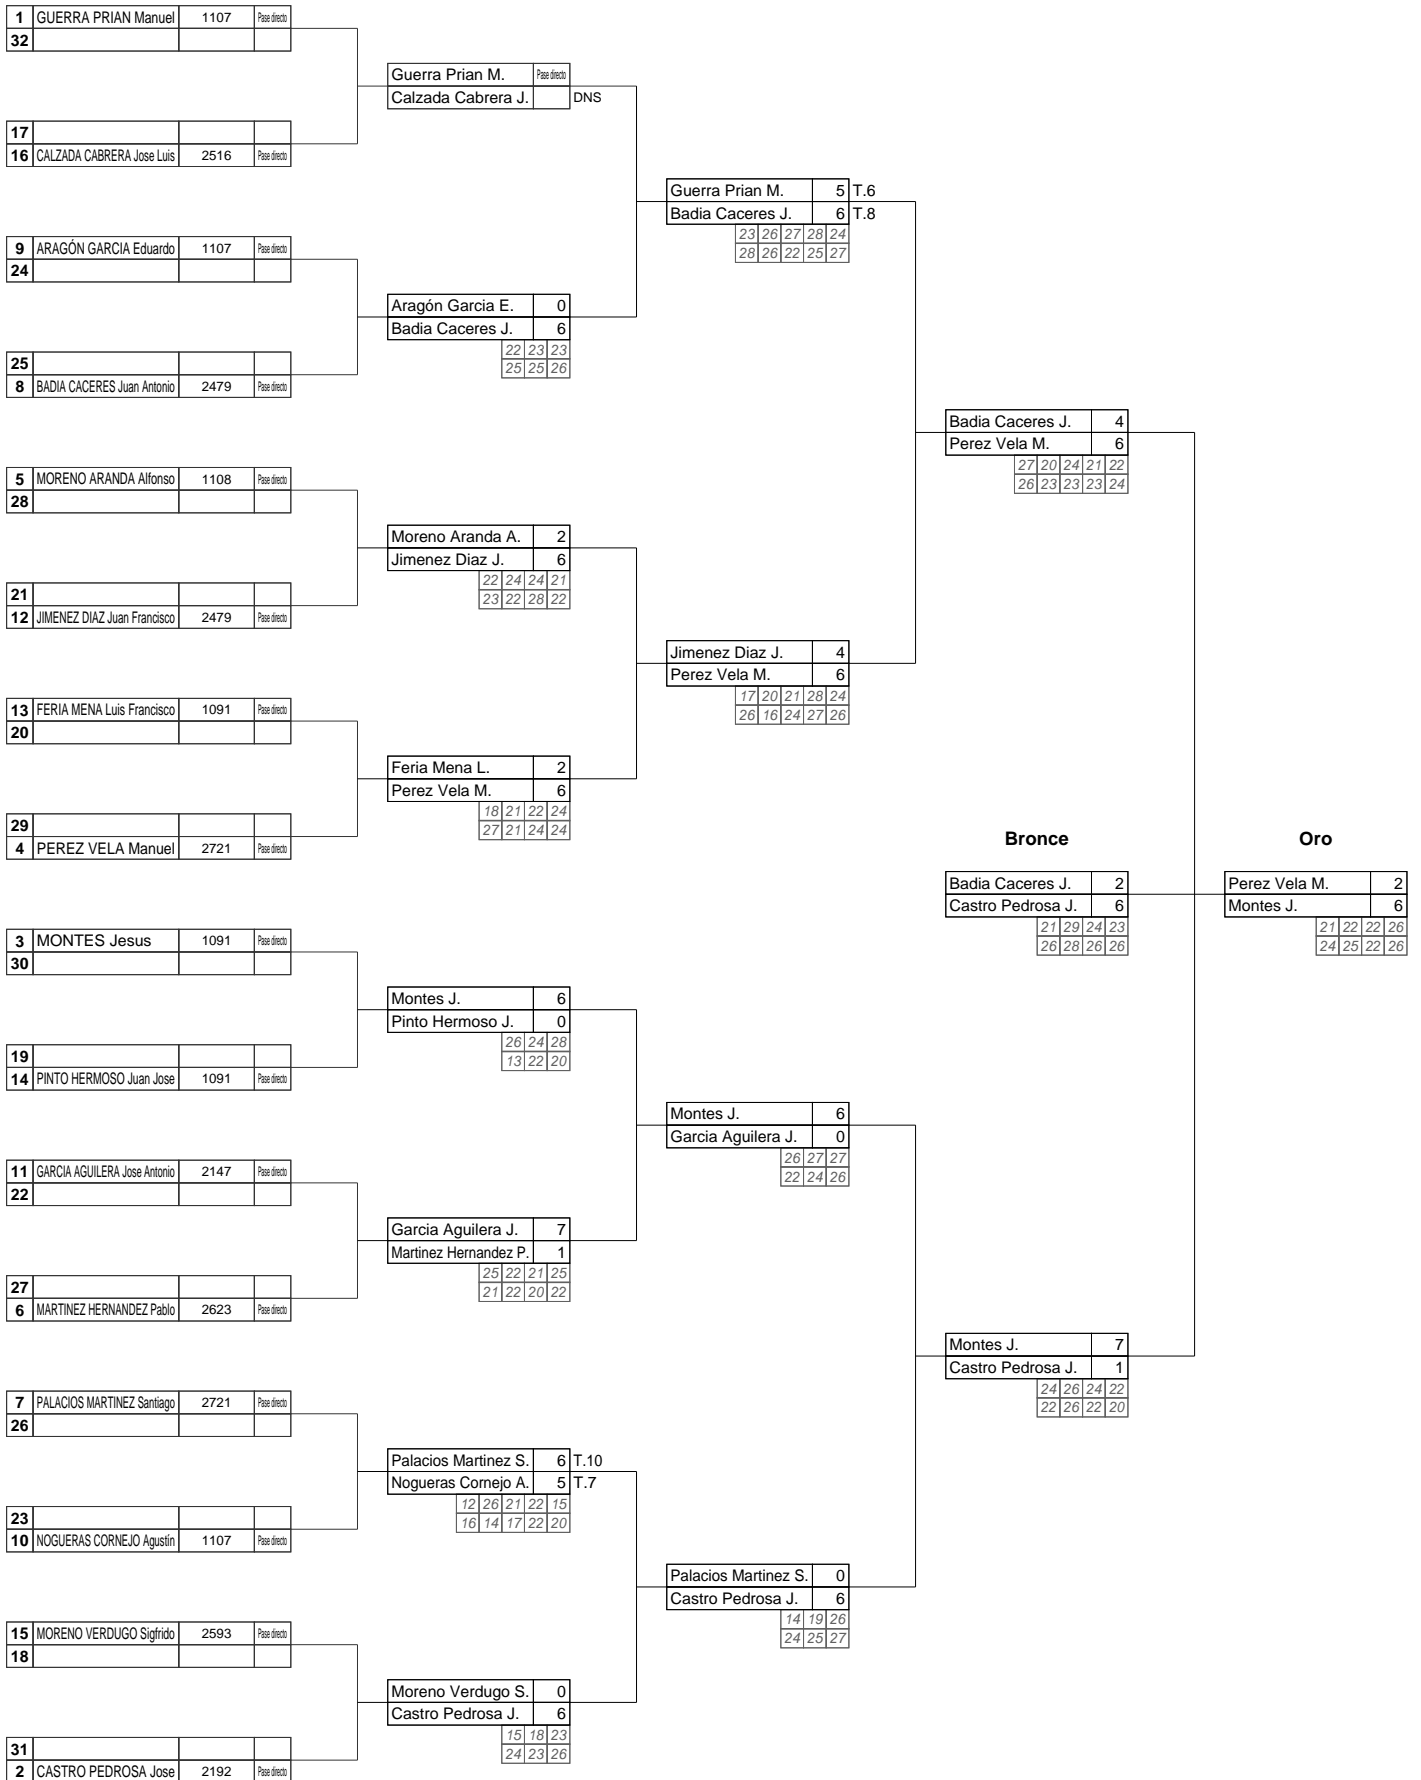 1 GUERRA PRIAN Manuel 1107 Pase directo
32
17
16 CALZADA CABRERA Jose Luis 2516 Pase directo
9 ARAGÓN GARCIA Eduardo 1107 Pase directo
24
25
8 BADIA CACERES Juan Antonio 2479 Pase directo
5 MORENO ARANDA Alfonso 1108 Pase directo
28
21
12 JIMENEZ DIAZ Juan Francisco 2479 Pase directo
13 FERIA MENA Luis Francisco 1091 Pase directo
20
29
4 PEREZ VELA Manuel 2721 Pase directo
3 MONTES Jesus 1091 Pase directo
30
19
14 PINTO HERMOSO Juan Jose 1091 Pase directo
11 GARCIA AGUILERA Jose Antonio 2147 Pase directo
22
27
6 MARTINEZ HERNANDEZ Pablo 2623 Pase directo
7 PALACIOS MARTINEZ Santiago 2721 Pase directo
26
23
10 NOGUERAS CORNEJO Agustín 1107 Pase directo
15 MORENO VERDUGO Sigfrido 2593 Pase directo
18
31
2 CASTRO PEDROSA Jose 2192 Pase directo
Guerra Prian M. Pase directo
Calzada Cabrera J. DNS
Aragón Garcia E. 0
Badia Caceres J. 6
22 23 23
25 25 26
Moreno Aranda A. 2
Jimenez Diaz J. 6
22 24 24 21
23 22 28 22
Feria Mena L. 2
Perez Vela M. 6
18 21 22 24
27 21 24 24
Montes J. 6
Pinto Hermoso J. 0
26 24 28
13 22 20
Garcia Aguilera J. 7
Martinez Hernandez P. 1
25 22 21 25
21 22 20 22
Palacios Martinez S. 6 T.10
Nogueras Cornejo A. 5 T.7
12 26 21 22 15
16 14 17 22 20
Moreno Verdugo S. 0
Castro Pedrosa J. 6
15 18 23
24 23 26
Guerra Prian M. 5 T.6
Badia Caceres J. 6 T.8
23 26 27 28 24
28 26 22 25 27
Jimenez Diaz J. 4
Perez Vela M. 6
17 20 21 28 24
26 16 24 27 26
Montes J. 6
Garcia Aguilera J. 0
26 27 27
22 24 26
Palacios Martinez S. 0
Castro Pedrosa J. 6
14 19 26
24 25 27
Badia Caceres J. 4
Perez Vela M. 6
27 20 24 21 22
26 23 23 23 24
Montes J. 7
Castro Pedrosa J. 1
24 26 24 22
22 26 22 20
Bronce
Badia Caceres J. 2
Castro Pedrosa J. 6
21 29 24 23
26 28 26 26
Oro
Perez Vela M. 2
Montes J. 6
21 22 22 26
24 25 22 26